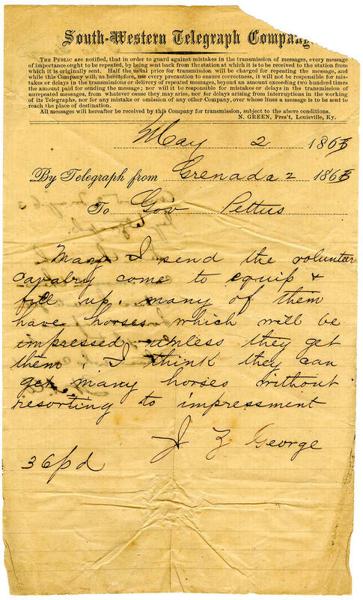 South-Western Telegraph Company
The Public are notified, that in order to guard against mistakes in the transmission of messages, every message
of importance ought to be repeated, by being sent back from the station at which it is to be received to the station from
which it is originally sent. Half the usual price for transmission will be charged for repeating the message, and
while this Company will, as heretofore, use every precaution to ensure correctness, it will not be responsible for mis-
takes or delays in the transmission or delivery of repeated messages, beyond an amount exceeding two hundred times
the amount paid for sending the message; nor will it be responsible for mistakes or delays in the transmission of
unrepeated messages, from whatever cause they may arise, nor for delays arising from interruptions in the working
of its Telegraphs, nor for any mistake or omission of any other Company, over whose lines a message is to be sent to
reach the place of destination.
All messages will hereafter be received by this Company for transmission, subject to the above conditions.
N. GREEN, Pres't, Louisville, Ky.
May 2 1863
By Telegraph from Grenada 2 1863
To Gov Pettus
May I send the volunteer
cavalry come to equip &
fill up. many of them
have horses which will be
impressed unless they get
them. I think they can
get many horses without
resorting to impressment
J Z George
36 pd